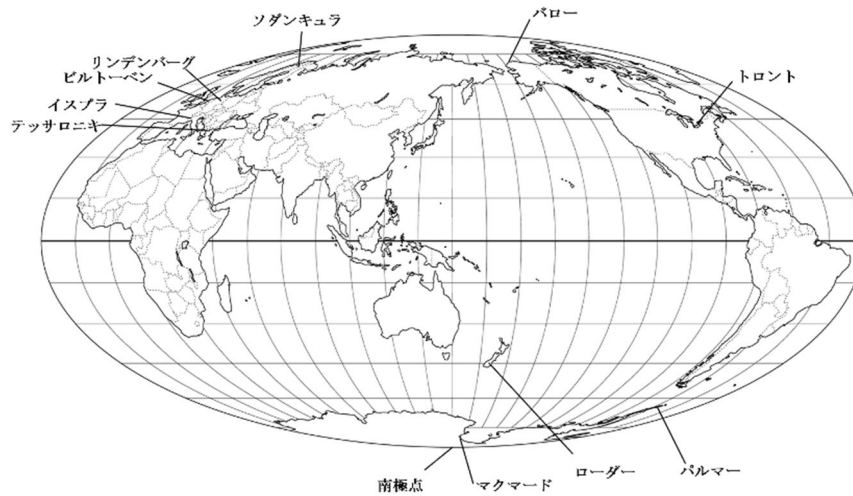 ソダンキュラ
バロー
リンデンバーグ
ビルトーベン
トロント
イスプラ
テッサロニキ
南極点
マクマード
ローダー
パルマー